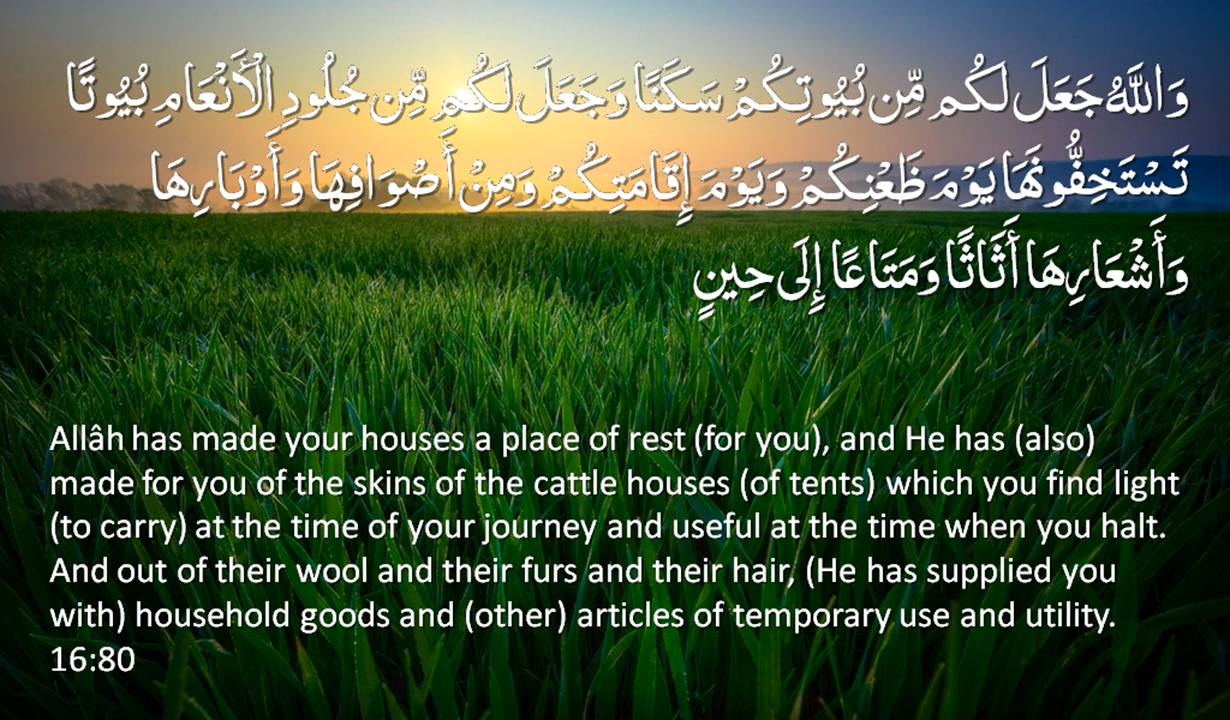 وَاللَّهُ جَعَلَ لَكُم مِّن بُيُوتِكُمْ سَكَنًا وَجَعَلَ لَكُم مِّن جُلُودِ الْأَنْعَامِ بُيُوتًا
تَسْتَخِفُّونَهَا يَوْمَ ظَعْنِكُمْ وَيَوْمَ إِقَامَتِكُمْ وَمِنْ أَصْوَافِهَا وَأَوْبَارِهَا
وَأَشْعَارِهَا أَثَاثًا وَمَتَاعًا إِلَى حِينٍ
Allâh has made your houses a place of rest (for you), and He has (also)
made for you of the skins of the cattle houses (of tents) which you find light
(to carry) at the time of your journey and useful at the time when you halt.
And out of their wool and their furs and their hair, (He has supplied you
with) household goods and (other) articles of temporary use and utility.
16:80